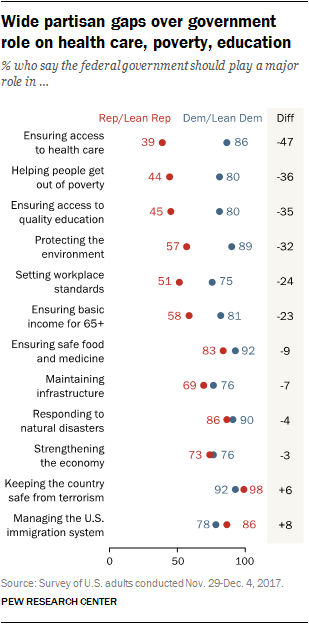 Wide partisan gaps over government
role on health care, poverty, education
% who say the federal government should play a major
role in ...
Rep/Lean Rep Dem/Lean Dem Diff
Ensuring access
to health care 39 86 -47
Helping people get
out of poverty 44 80 -36
Ensuring access to
quality education 45 80 -35
Protecting the
environment 57 89 -32
Setting workplace
standards 51 75 -24
Ensuring basic
income for 65+ 58 81 -23
Ensuring safe food
and medicine 83 92 -9
Maintaining
infrastructure 69 76 -7
Responding to
natural disasters 86 90 -4
Strengthening
the economy 73 76 -3
Keeping the country
safe from terrorism 92 98 +6
Managing the U.S.
immigration system 78 86 +8
0 50 100
Source: Survey of U.S. adults conducted Nov. 29-Dec. 4, 2017.
PEW RESEARCH CENTER